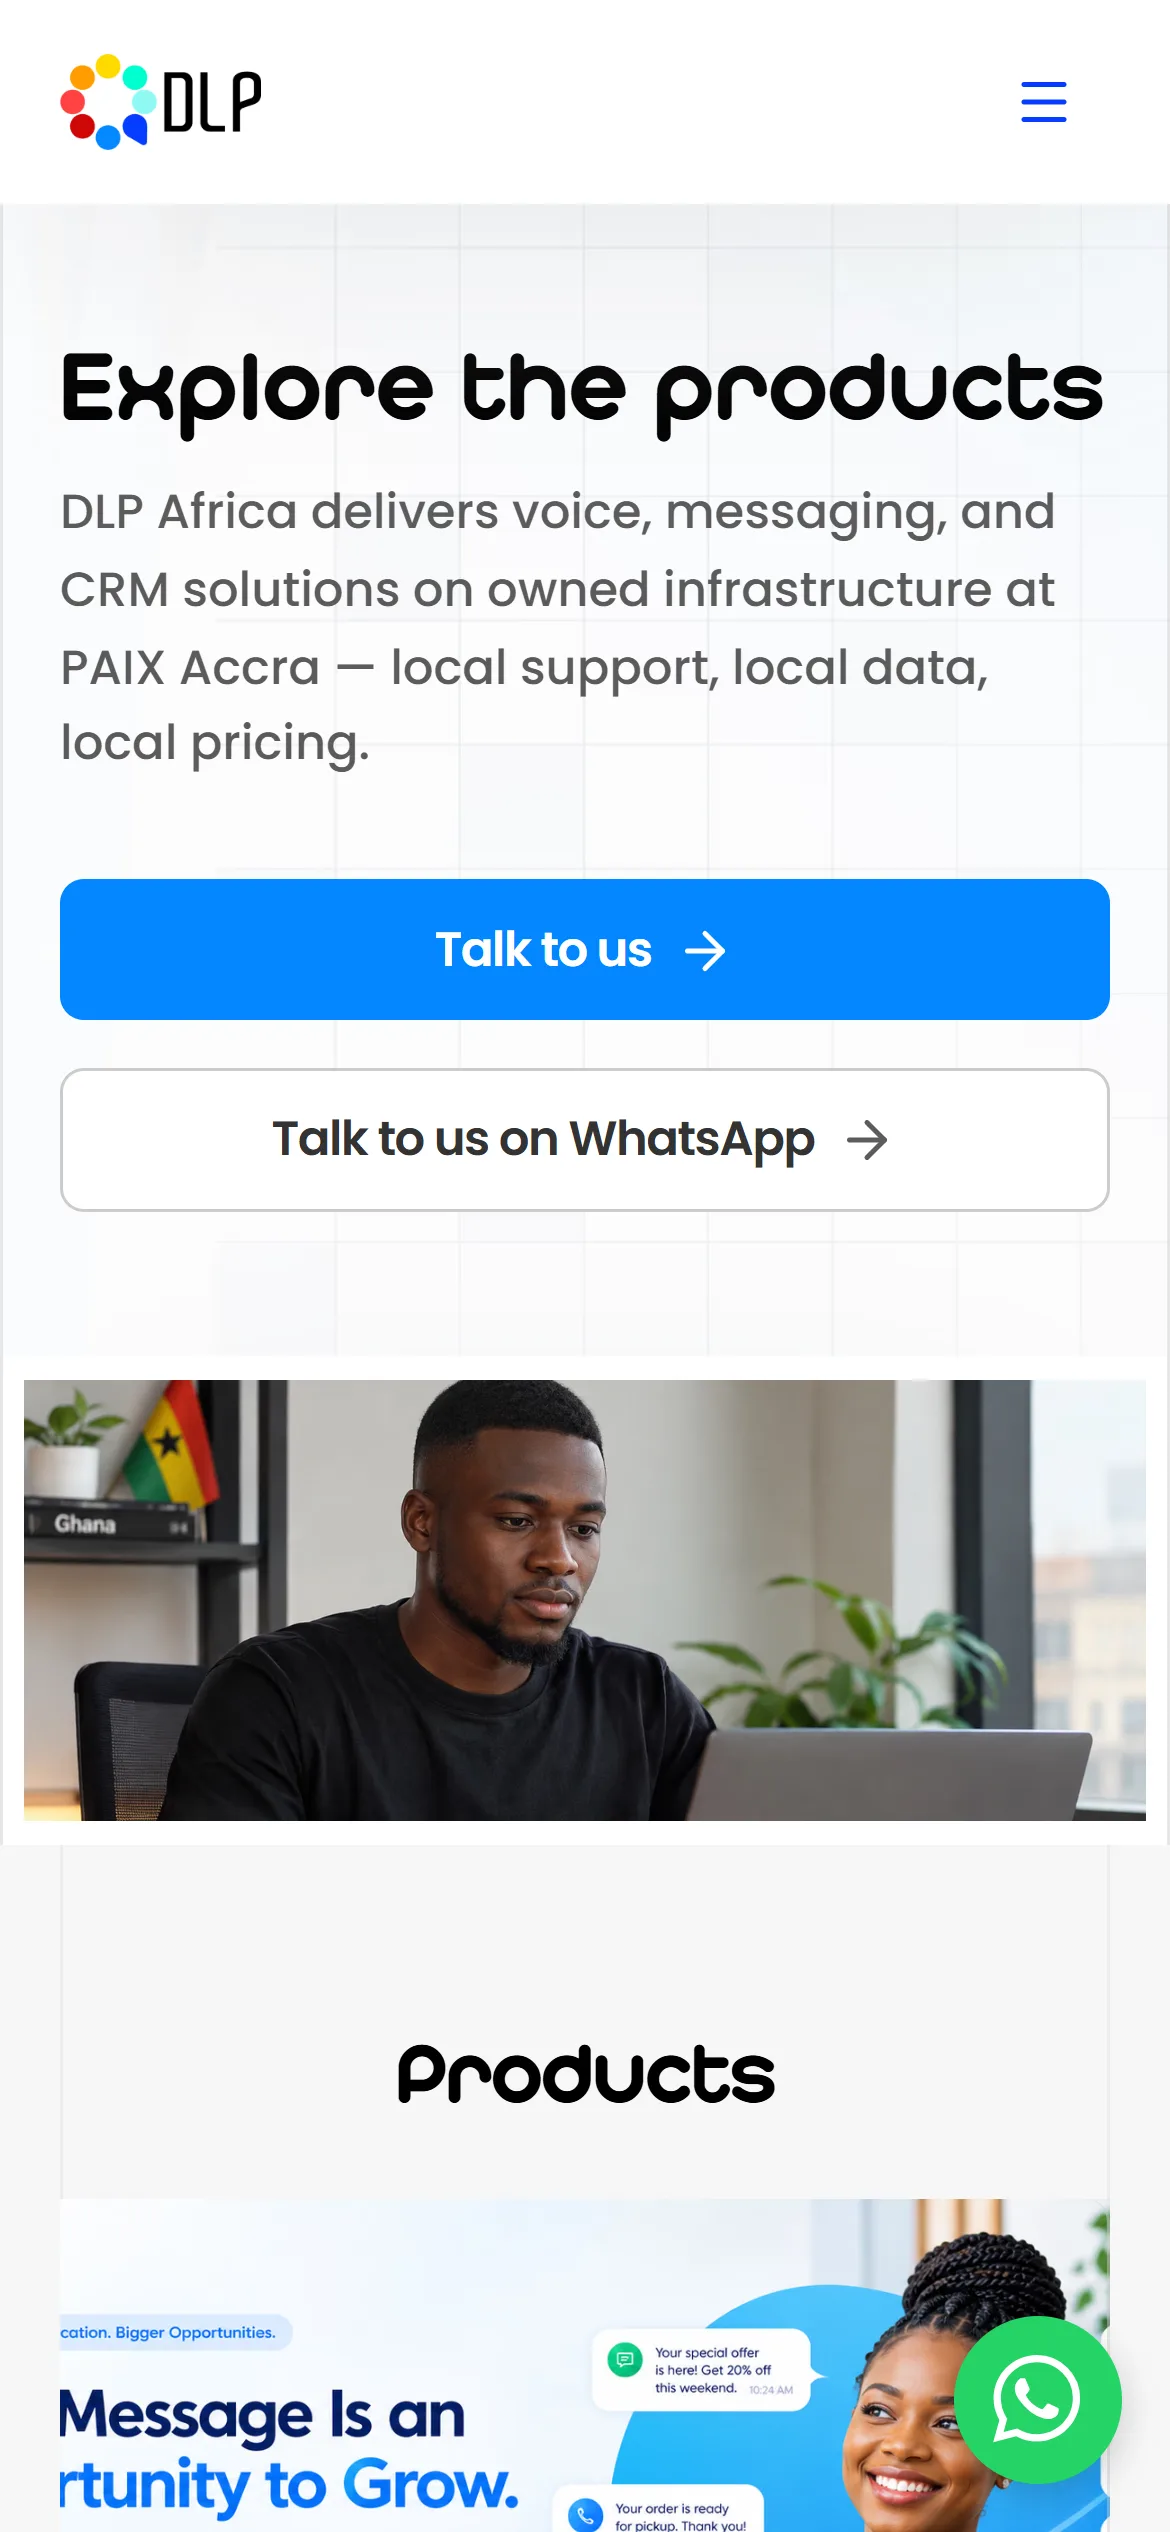 DLP
Explore the products
DLP Africa delivers voice, messaging, and
CRM solutions on owned infrastructure at
PAIX Accra — local support, local data,
local pricing.
Talk to us →
Talk to us on WhatsApp →
Ghana
Products
cation. Bigger Opportunities.
Message Is an
rtunity to Grow.
Your special offer
is here! Get 20% off
this weekend. 10:24 AM
Your order is ready
for pickup. Thank you!